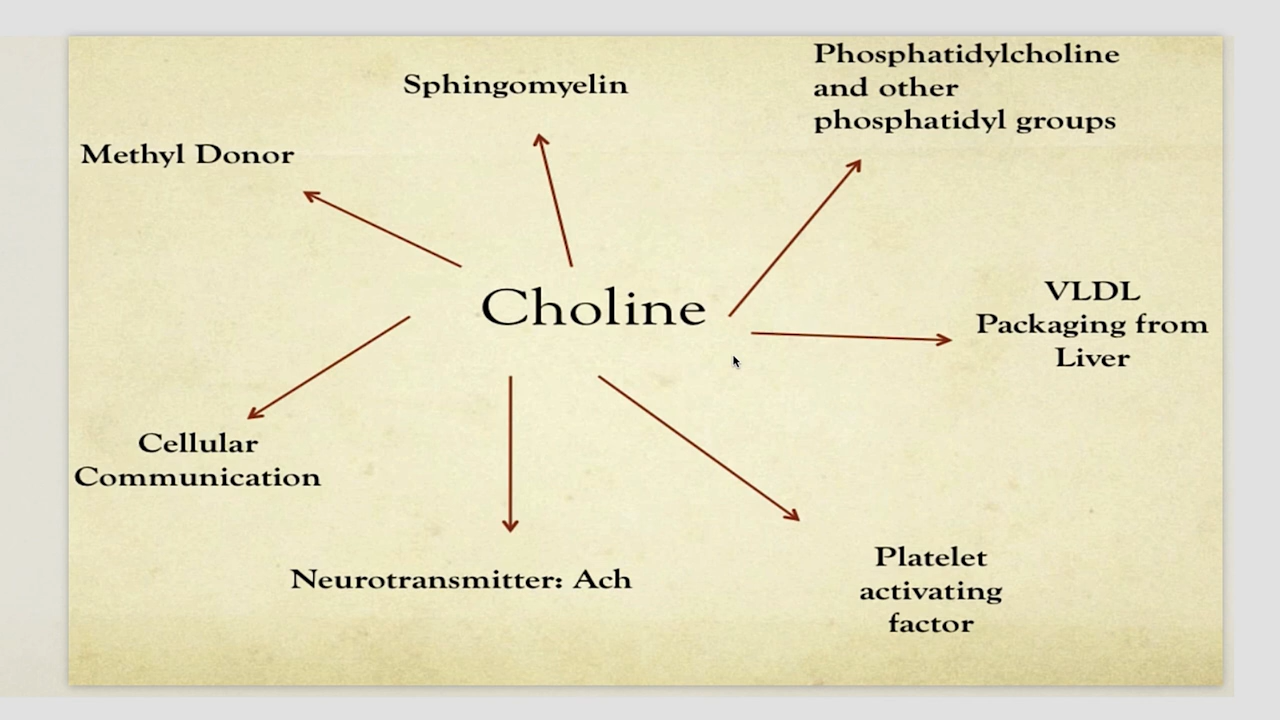 Phosphatidylcholine
and other
phosphatidyl groups
Sphingomyelin
Methyl Donor
Choline
VLDL
Packaging from
Liver
Cellular
Communication
Neurotransmitter: Ach
Platelet
activating
factor